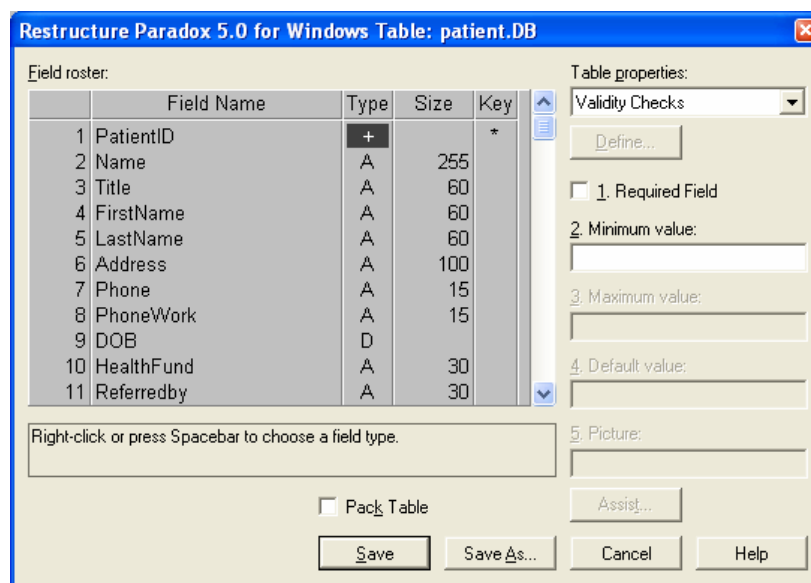 Restructure Paradox 5.0 for Windows Table: patient.DB
Field roster:
Field Name Type Size Key
1 PatientID + *
2 Name A 255
3 Title A 60
4 FirstName A 60
5 LastName A 60
6 Address A 100
7 Phone A 15
8 PhoneWork A 15
9 DOB D
10 HealthFund A 30
11 Referredby A 30
Right-click or press Spacebar to choose a field type.
Pack Table
Save
Save As...
Table properties:
Validity Checks
Define...
1. Required Field
2. Minimum value:
3. Maximum value:
4. Default value:
5. Picture:
Assist...
Cancel
Help